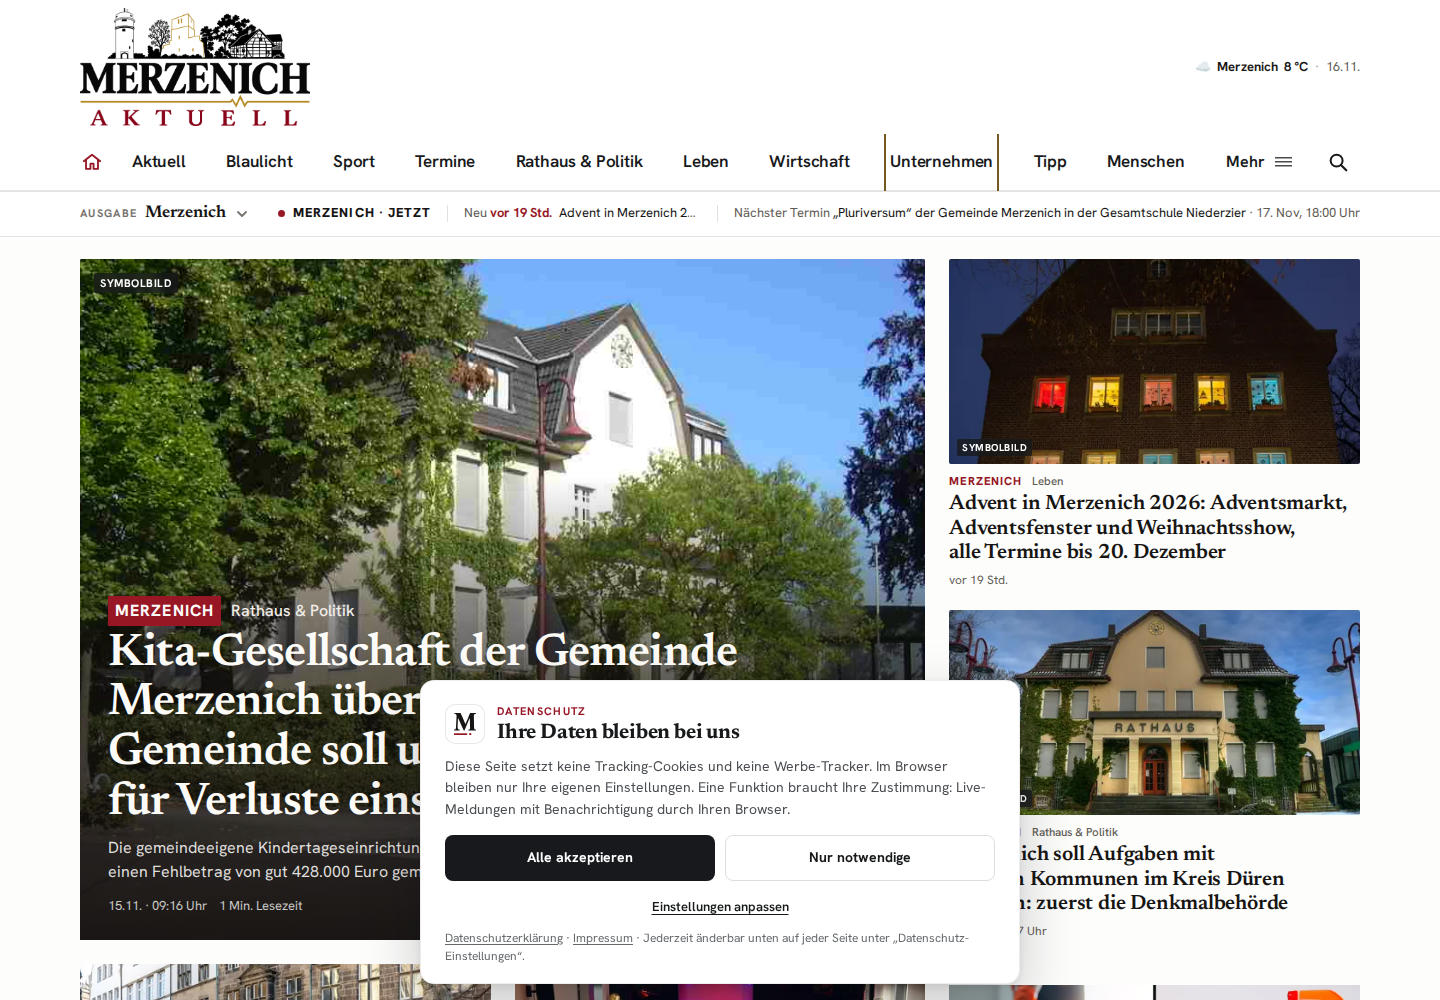 MERZENICH
AKTUELL
Merzenich 8 °C · 16.11.
Aktuell Blaulicht Sport Termine Rathaus & Politik Leben Wirtschaft Unternehmen Tipp Menschen Mehr
AUSGABE Merzenich
MERZENICH · JETZT
Neu vor 19 Std. Advent in Merzenich 2...
Nächster Termin „Pluriversum“ der Gemeinde Merzenich in der Gesamtschule Niederzier · 17. Nov, 18:00 Uhr
SYMBOLBILD
MERZENICH Rathaus & Politik
Kita-Gesellschaft der Gemeinde
Merzenich über
Gemeinde soll u
für Verluste eins
Die gemeindeeigene Kindertageseinrichtun
einen Fehlbetrag von gut 428.000 Euro gem
15.11. · 09:16 Uhr 1 Min. Lesezeit
SYMBOLBILD
MERZENICH Leben
Advent in Merzenich 2026: Adventsmarkt,
Adventsfenster und Weihnachtsshow,
alle Termine bis 20. Dezember
vor 19 Std.
RATHAUS
D
Rathaus & Politik
ich soll Aufgaben mit
n Kommunen im Kreis Düren
n: zuerst die Denkmalbehörde
7 Uhr
M
DATENSCHUTZ
Ihre Daten bleiben bei uns
Diese Seite setzt keine Tracking-Cookies und keine Werbe-Tracker. Im Browser
bleiben nur Ihre eigenen Einstellungen. Eine Funktion braucht Ihre Zustimmung: Live-
Meldungen mit Benachrichtigung durch Ihren Browser.
Alle akzeptieren
Nur notwendige
Einstellungen anpassen
Datenschutzerklärung · Impressum · Jederzeit änderbar unten auf jeder Seite unter „Datenschutz-
Einstellungen“.